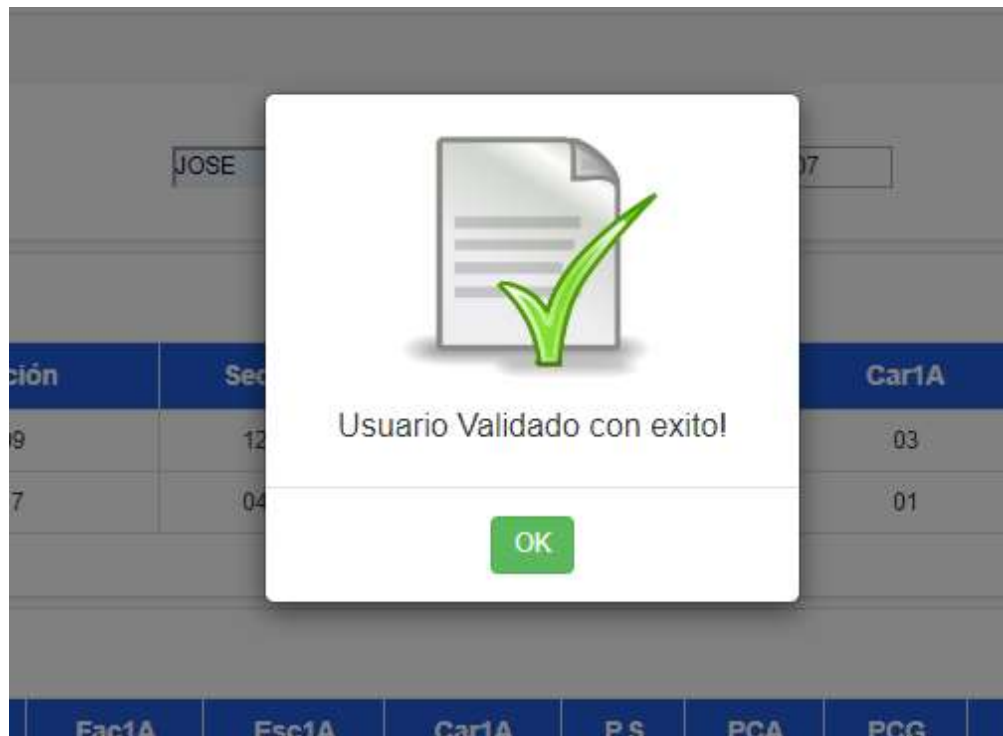 JOSE 07
ción Sec Car1A
09 12 03
7 04 01
Usuario Validado con exito!
OK
Fac1A Esc1A Car1A P.S PCA PCG